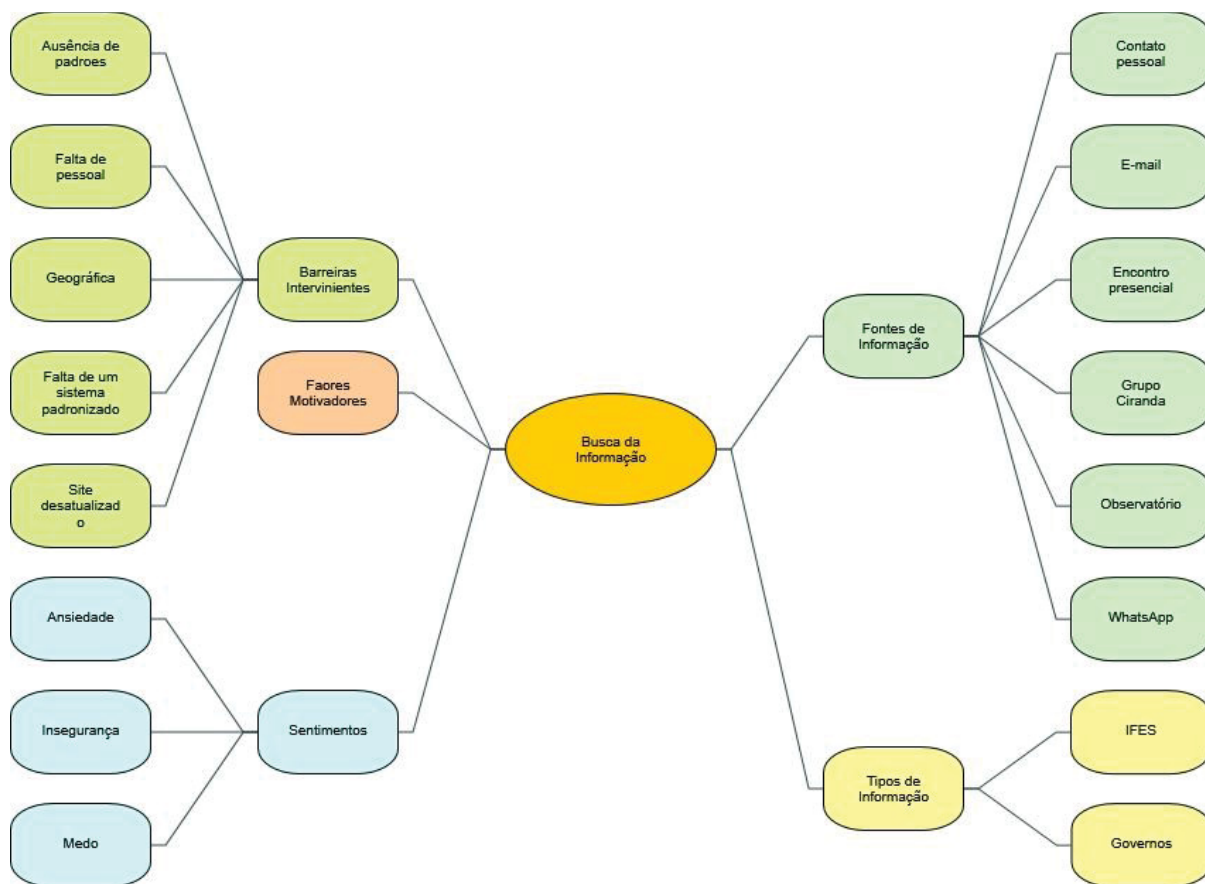 Ausência de
padroes
Falta de
pessoal
Geográfica
Falta de um
sistema
padronizado
Site
desatualizad
o
Ansiedade
Insegurança
Medo
Barreiras
Intervinientes
Faores
Motivadores
Sentimentos
Busca da
Informação
Fontes de
Informação
Tipos de
Informação
Contato
pessoal
E-mail
Encontro
presencial
Grupo
Ciranda
Observatório
WhatsApp
IFES
Governos